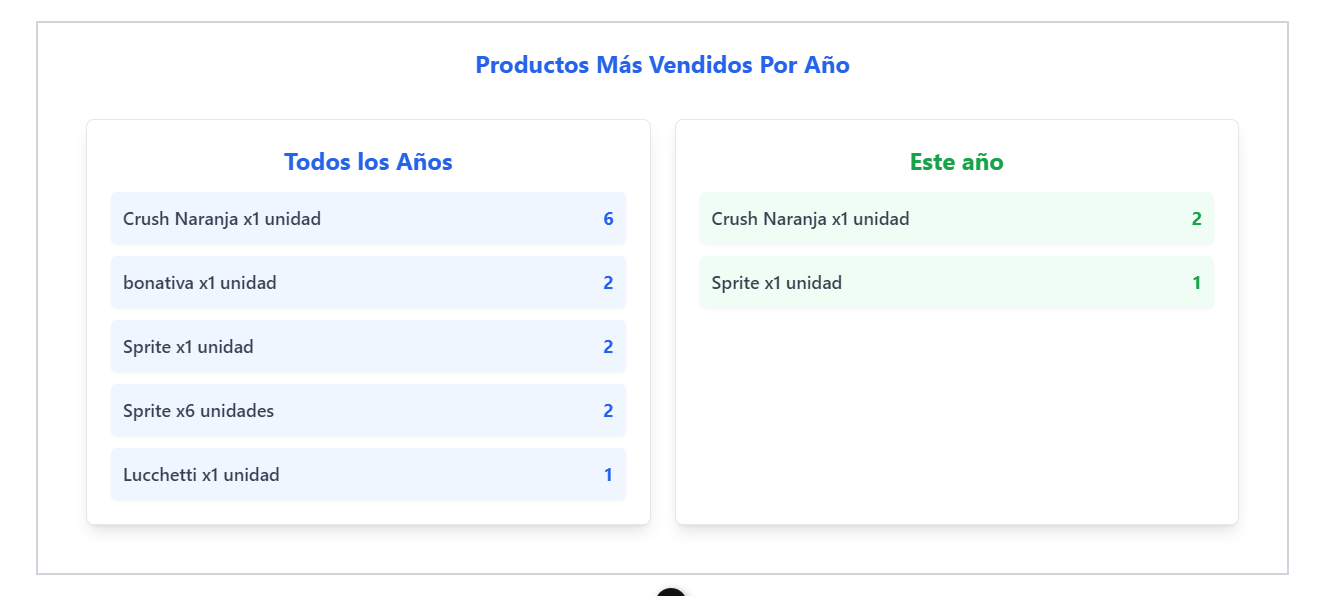 Productos Más Vendidos Por Año
Todos los Años
Crush Naranja x1 unidad 6
bonativa x1 unidad 2
Sprite x1 unidad 2
Sprite x6 unidades 2
Lucchetti x1 unidad 1
Este año
Crush Naranja x1 unidad 2
Sprite x1 unidad 1